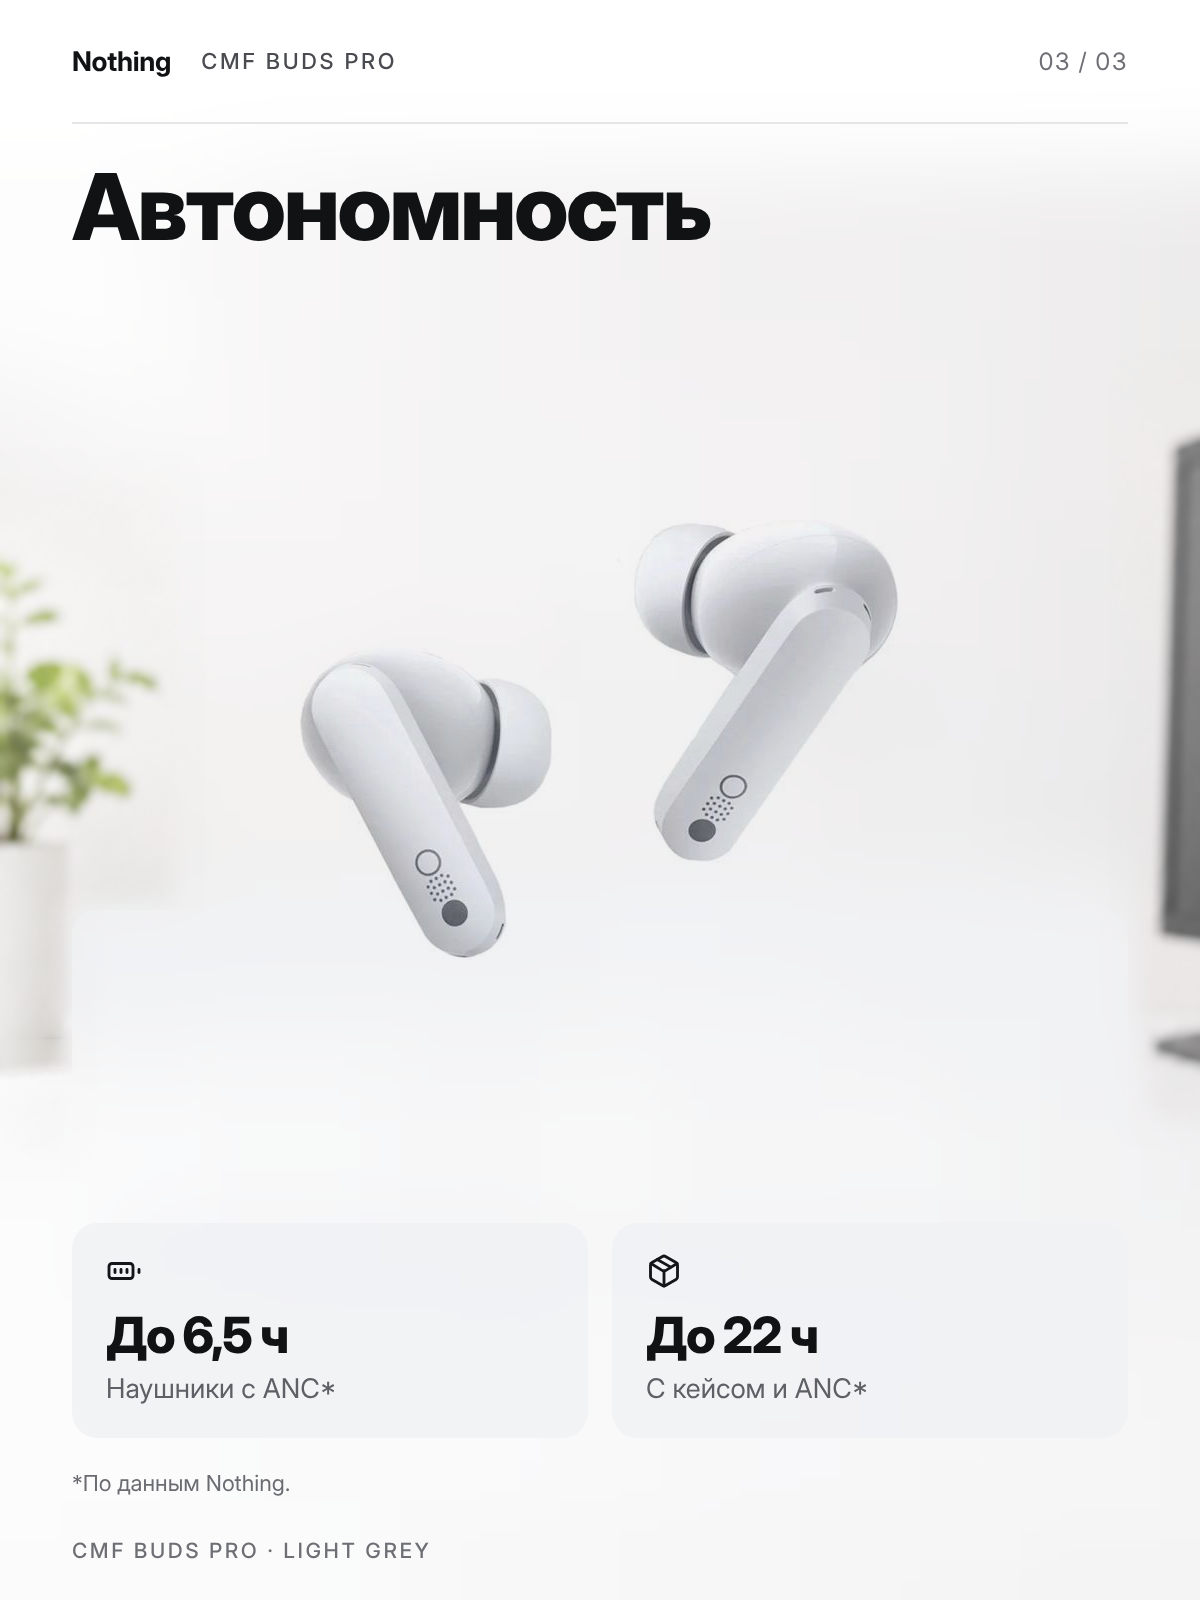 Nothing CMF BUDS PRO 03 / 03
Автономность
До 6,5 ч
Наушники с ANC*
До 22 ч
С кейсом и ANC*
*По данным Nothing.
CMF BUDS PRO · LIGHT GREY